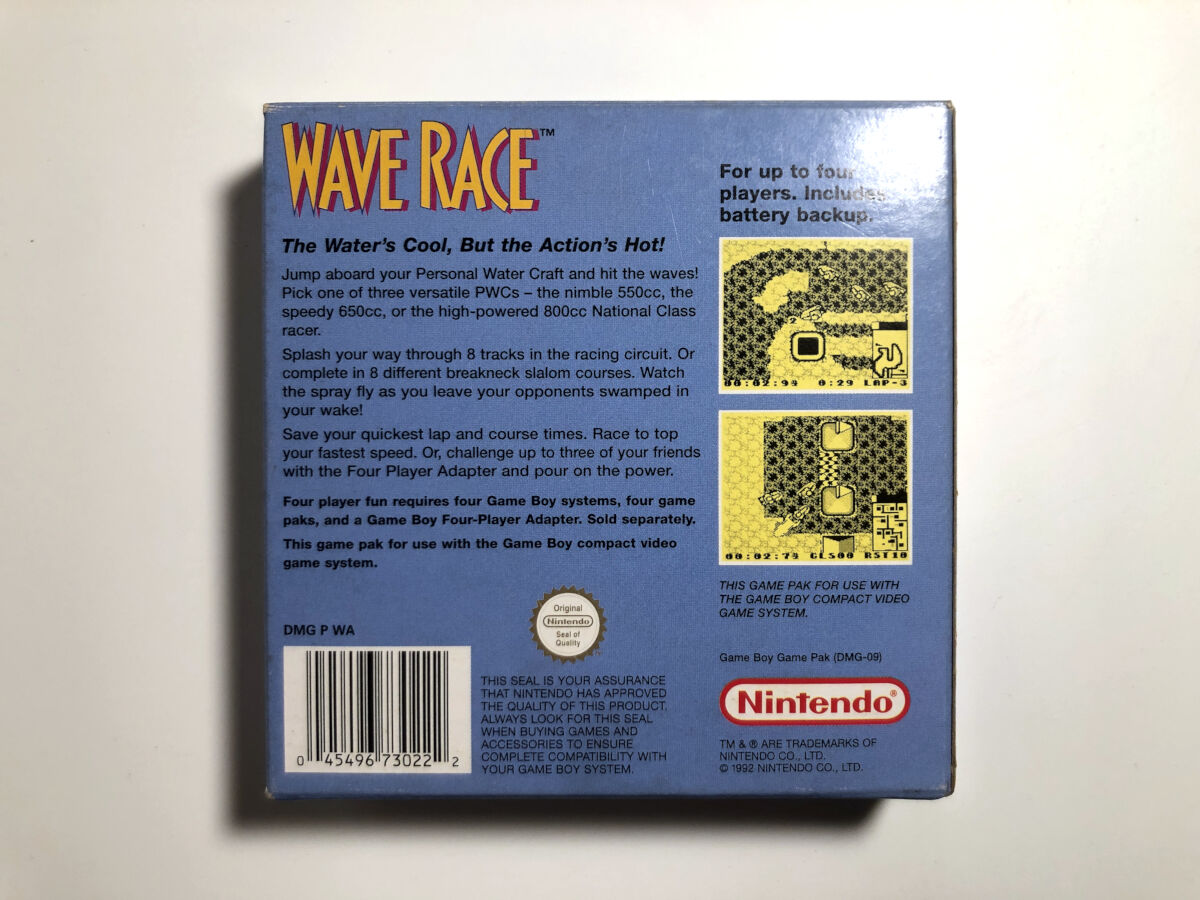 WAVE RACE™
The Water's Cool, But the Action's Hot!
Jump aboard your Personal Water Craft and hit the waves!
Pick one of three versatile PWCs – the nimble 550cc, the
speedy 650cc, or the high-powered 800cc National Class
racer.
Splash your way through 8 tracks in the racing circuit. Or
complete in 8 different breakneck slalom courses. Watch
the spray fly as you leave your opponents swamped in
your wake!
Save your quickest lap and course times. Race to top
your fastest speed. Or, challenge up to three of your friends
with the Four Player Adapter and pour on the power.
Four player fun requires four Game Boy systems, four game
paks, and a Game Boy Four-Player Adapter. Sold separately.
This game pak for use with the Game Boy compact video
game system.
DMG P WA
0 45496 73022 2
Original
Nintendo
Seal of
Quality
THIS SEAL IS YOUR ASSURANCE
THAT NINTENDO HAS APPROVED
THE QUALITY OF THIS PRODUCT.
ALWAYS LOOK FOR THIS SEAL
WHEN BUYING GAMES AND
ACCESSORIES TO ENSURE
COMPLETE COMPATIBILITY WITH
YOUR GAME BOY SYSTEM.
For up to four
players. Includes
battery backup.
2
00:02:94 0:29 LAP-3
00:02:74 CLS00 RST10
THIS GAME PAK FOR USE WITH
THE GAME BOY COMPACT VIDEO
GAME SYSTEM.
Game Boy Game Pak (DMG-09)
Nintendo®
TM & ® ARE TRADEMARKS OF
NINTENDO CO., LTD.
© 1992 NINTENDO CO., LTD.